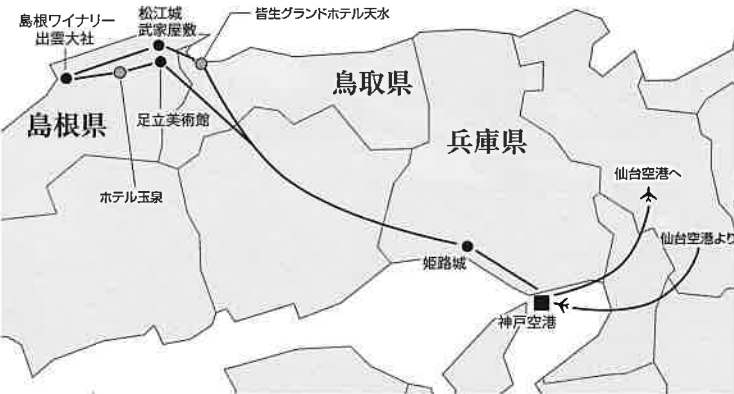 島根ワイナリー
出雲大社
松江城
武家屋敷
皆生グランドホテル天水
鳥取県
島根県
足立美術館
兵庫県
ホテル玉泉
仙台空港へ
仙台空港より
姫路城
神戸空港